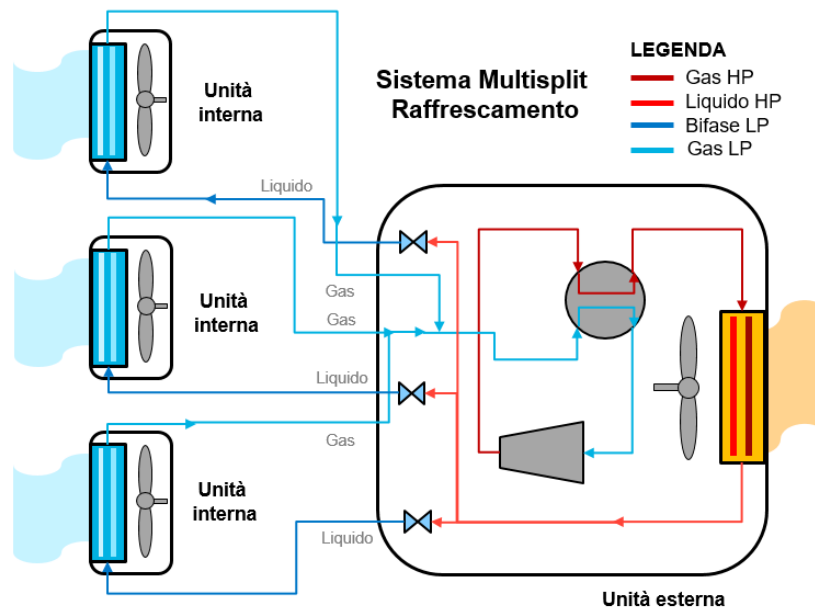 Unità
interna
Sistema Multisplit
Raffrescamento
LEGENDA
Gas HP
Liquido HP
Bifase LP
Gas LP
Liquido
Gas
Unità
interna
Gas
Liquido
Gas
Unità
interna
Liquido
Unità esterna